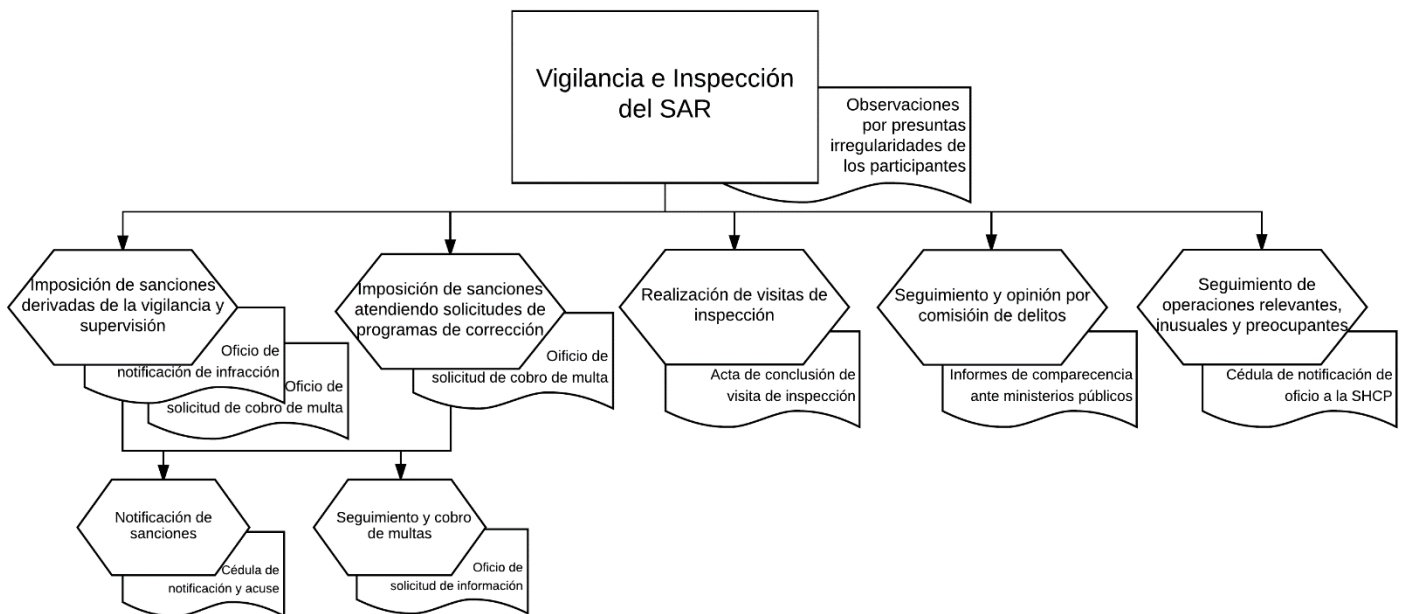 Vigilancia e Inspección
del SAR
Observaciones
por presuntas
irregularidades de
los participantes
Imposición de sanciones
derivadas de la vigilancia y
supervisión
Oficio de
notificación de infracción
Oficio de
solicitud de cobro de multa
Imposición de sanciones
atendiendo solicitudes de
programas de corrección
Oficio de
solicitud de cobro de multa
Realización de visitas de
inspección
Acta de conclusión de
visita de inspección
Seguimiento y opinión por
comisióin de delitos
Informes de comparecencia
ante ministerios públicos
Seguimiento de
operaciones relevantes,
inusuales y preocupantes
Cédula de notificación de
oficio a la SHCP
Notificación de
sanciones
Cédula de
notificación y acuse
Seguimiento y cobro
de multas
Oficio de
solicitud de información